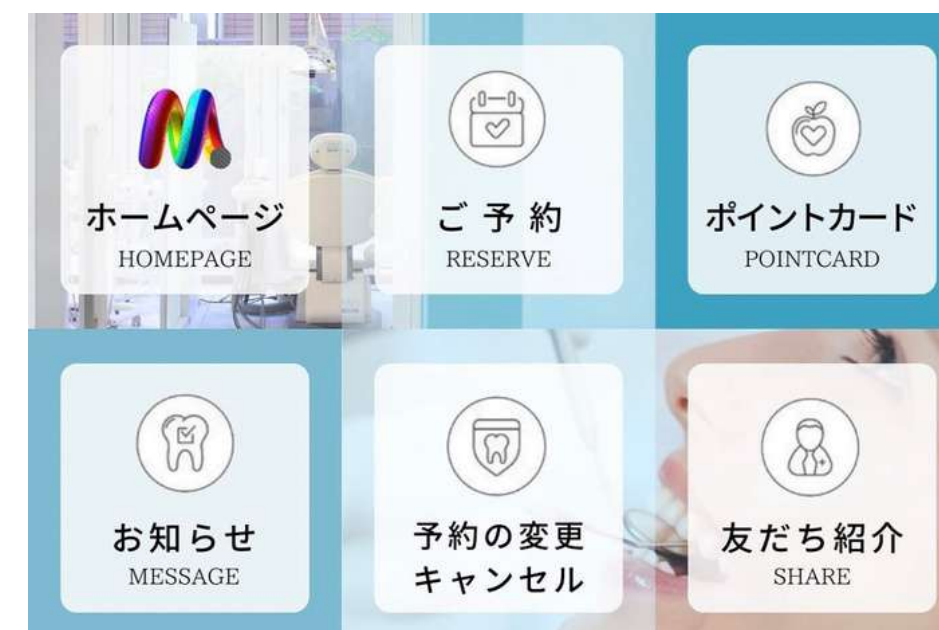 ホームページ
HOMEPAGE
ご予約
RESERVE
ポイントカード
POINTCARD
お知らせ
MESSAGE
予約の変更
キャンセル
友だち紹介
SHARE